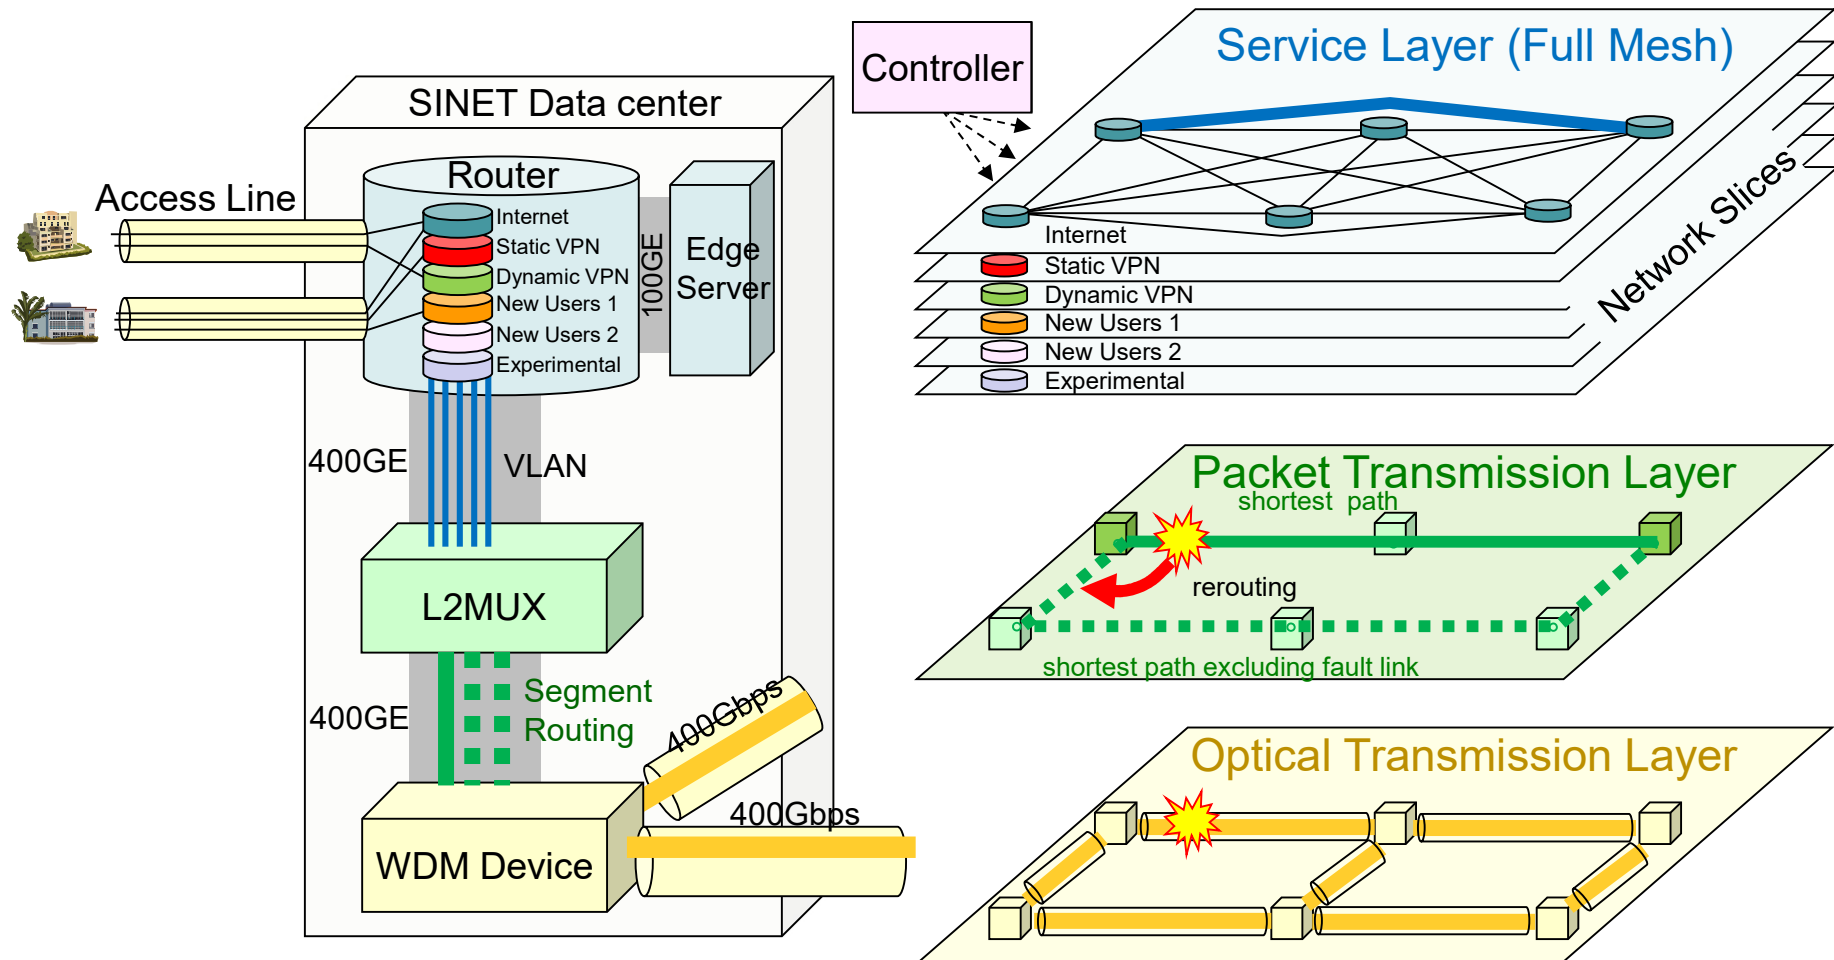 SINET Data center
Access Line
Router
Internet
Static VPN
Dynamic VPN
New Users 1
New Users 2
Experimental
100GE
Edge
Server
400GE
VLAN
L2MUX
400GE
Segment
Routing
400Gbps
400Gbps
WDM Device
Controller
Service Layer (Full Mesh)
Internet
Static VPN
Dynamic VPN
New Users 1
New Users 2
Experimental
Network Slices
Packet Transmission Layer
shortest path
rerouting
shortest path excluding fault link
Optical Transmission Layer